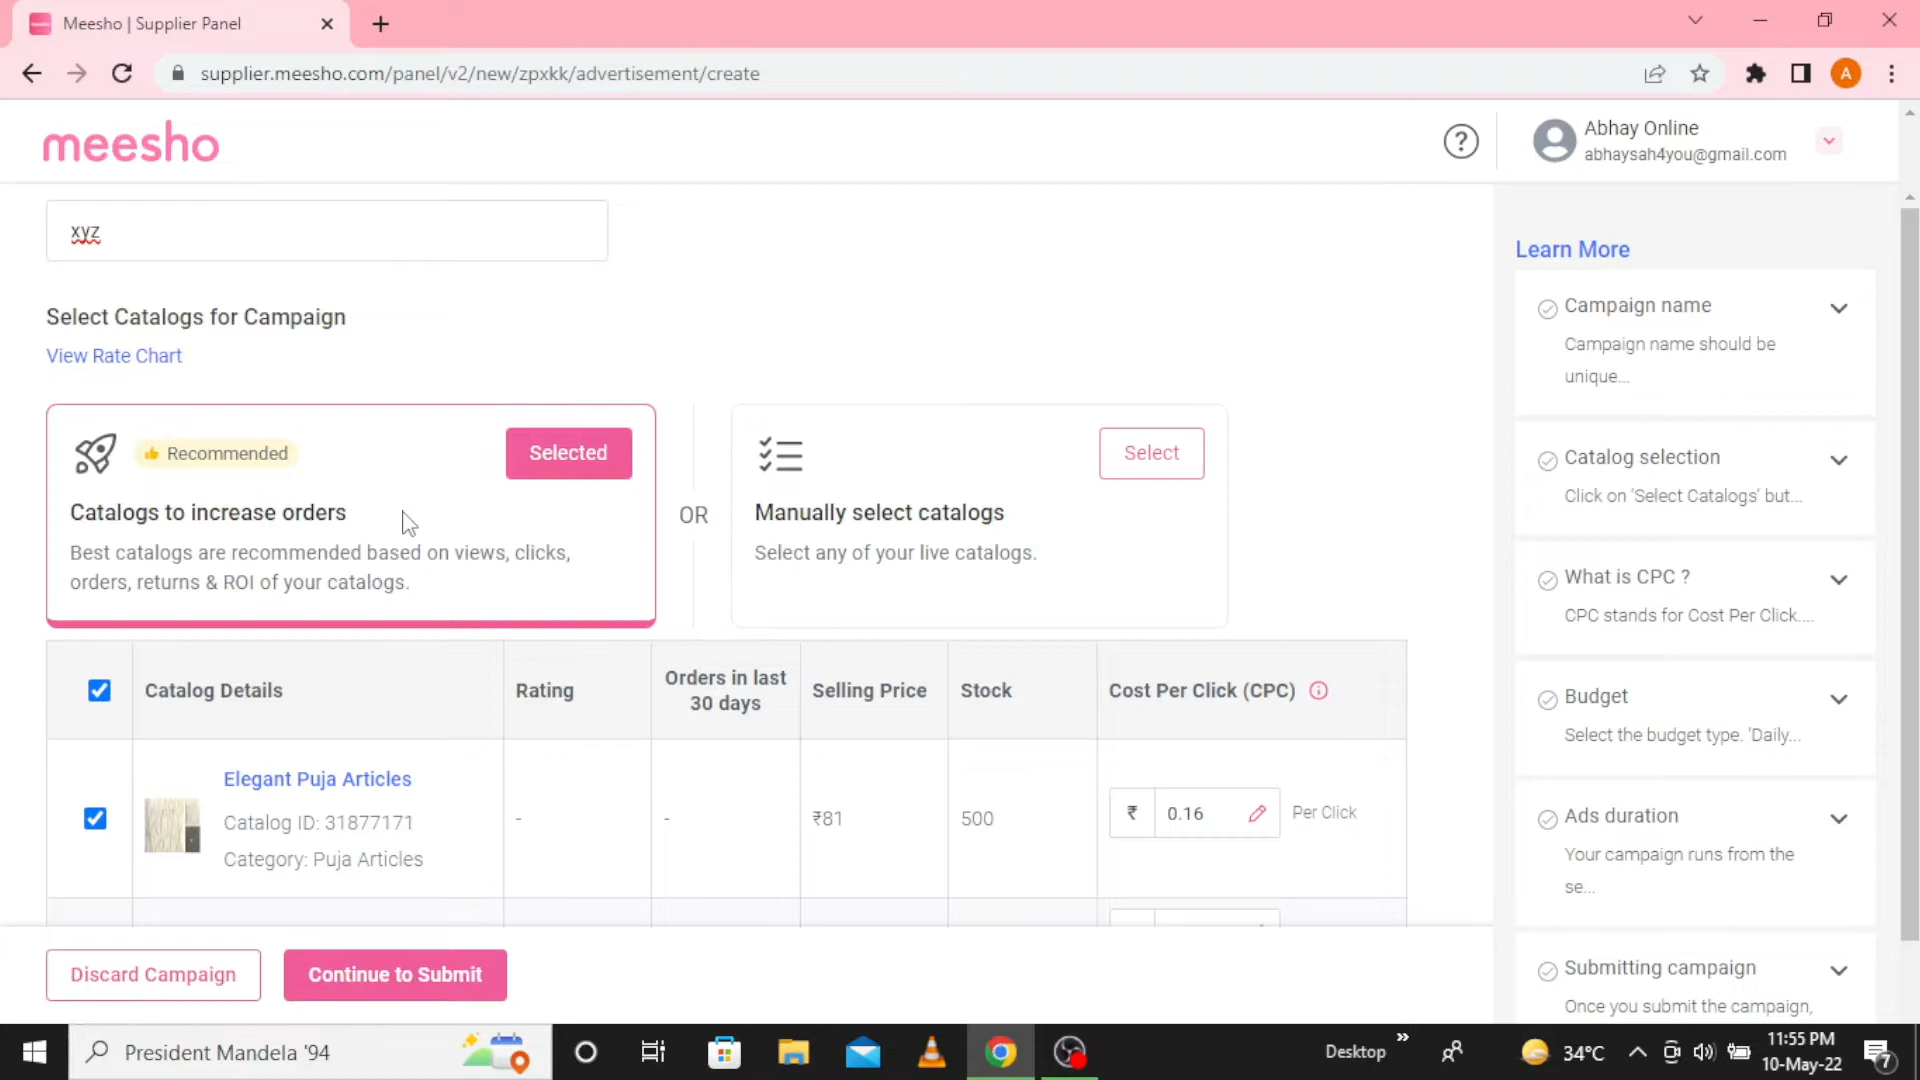 Meesho | Supplier Panel
supplier.meesho.com/panel/v2/new/zpxkk/advertisement/create
A
meesho
?
Abhay Online
abhaysah4you@gmail.com
xyz
Select Catalogs for Campaign
View Rate Chart
Recommended
Selected
Catalogs to increase orders
Best catalogs are recommended based on views, clicks,
orders, returns & ROI of your catalogs.
OR
Select
Manually select catalogs
Select any of your live catalogs.
Catalog Details
Rating
Orders in last
30 days
Selling Price
Stock
Cost Per Click (CPC)
Elegant Puja Articles
Catalog ID: 31877171
Category: Puja Articles
-
-
₹81
500
₹ 0.16 Per Click
Discard Campaign
Continue to Submit
Learn More
Campaign name
Campaign name should be
unique...
Catalog selection
Click on 'Select Catalogs' but...
What is CPC ?
CPC stands for Cost Per Click....
Budget
Select the budget type. 'Daily...
Ads duration
Your campaign runs from the
se...
Submitting campaign
Once you submit the campaign,
President Mandela '94
Desktop
34°C
11:55 PM
10-May-22
7